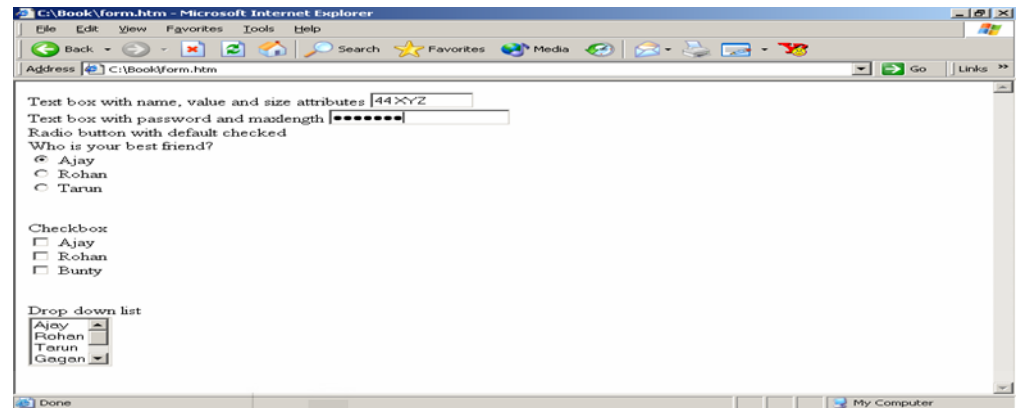 C:\Book\form.htm - Microsoft Internet Explorer
File Edit View Favorites Tools Help
Back Search Favorites Media
Address C:\Book\form.htm Go Links »
Text box with name, value and size attributes 44XYZ
Text box with password and maxlength •••••••
Radio button with default checked
Who is your best friend?
Ajay
Rohan
Tarun
Checkbox
Ajay
Rohan
Bunty
Drop down list
Ajay
Rohan
Tarun
Gagan
Done My Computer